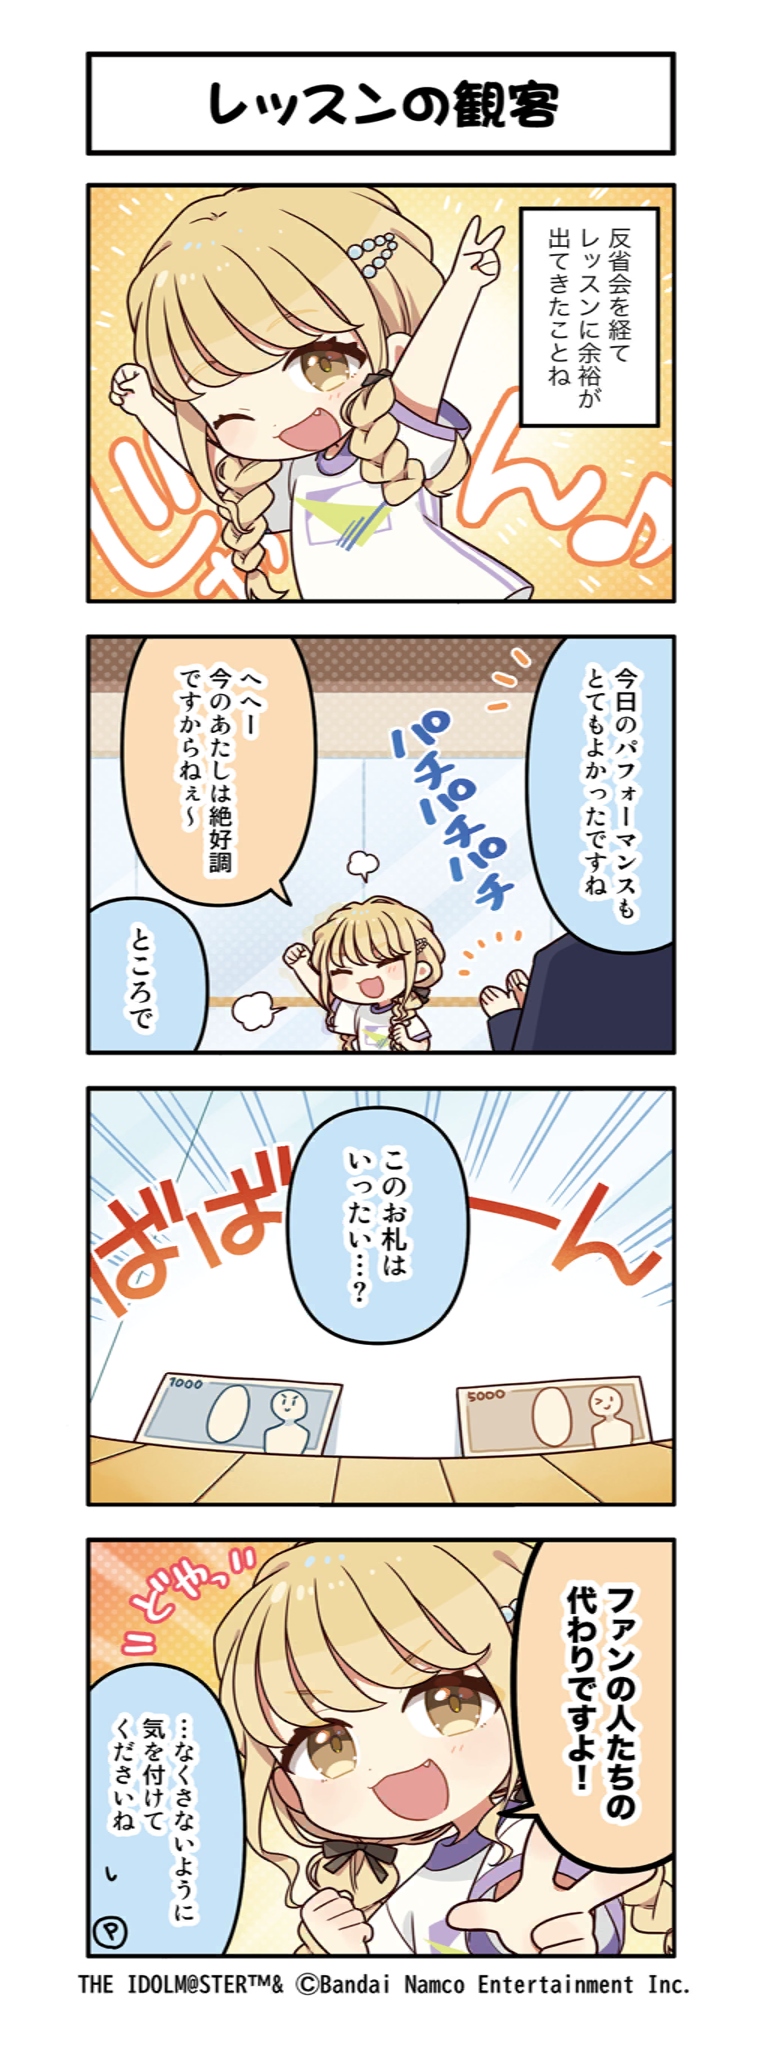 レッスンの観客
反省会を経て
レッスンに余裕が
出てきたことね
じゃ
ん♪
今日のパフォーマンスも
とてもよかったですね
パチパチパチ
へへー
今のあたしは絶好調
ですからねぇ～
ところで
このお札は
いったい…？
ばばーん
1000
5000
ファンの人たちの
代わりですよ！
どやっ
…なくさないように
気を付けて
くださいね
P
THE IDOLM@STER™& ©Bandai Namco Entertainment Inc.